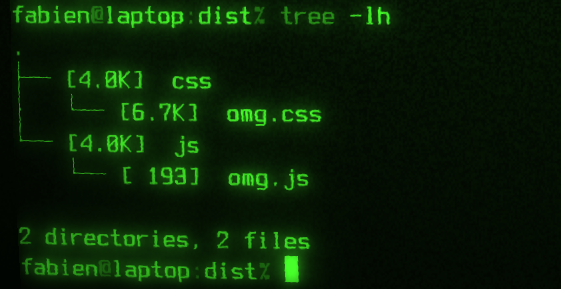 fabien@laptop:dist% tree -lh
.
├── [4.0K]  css
│   └── [6.7K]  omg.css
└── [4.0K]  js
    └── [ 193]  omg.js

2 directories, 2 files
fabien@laptop:dist%